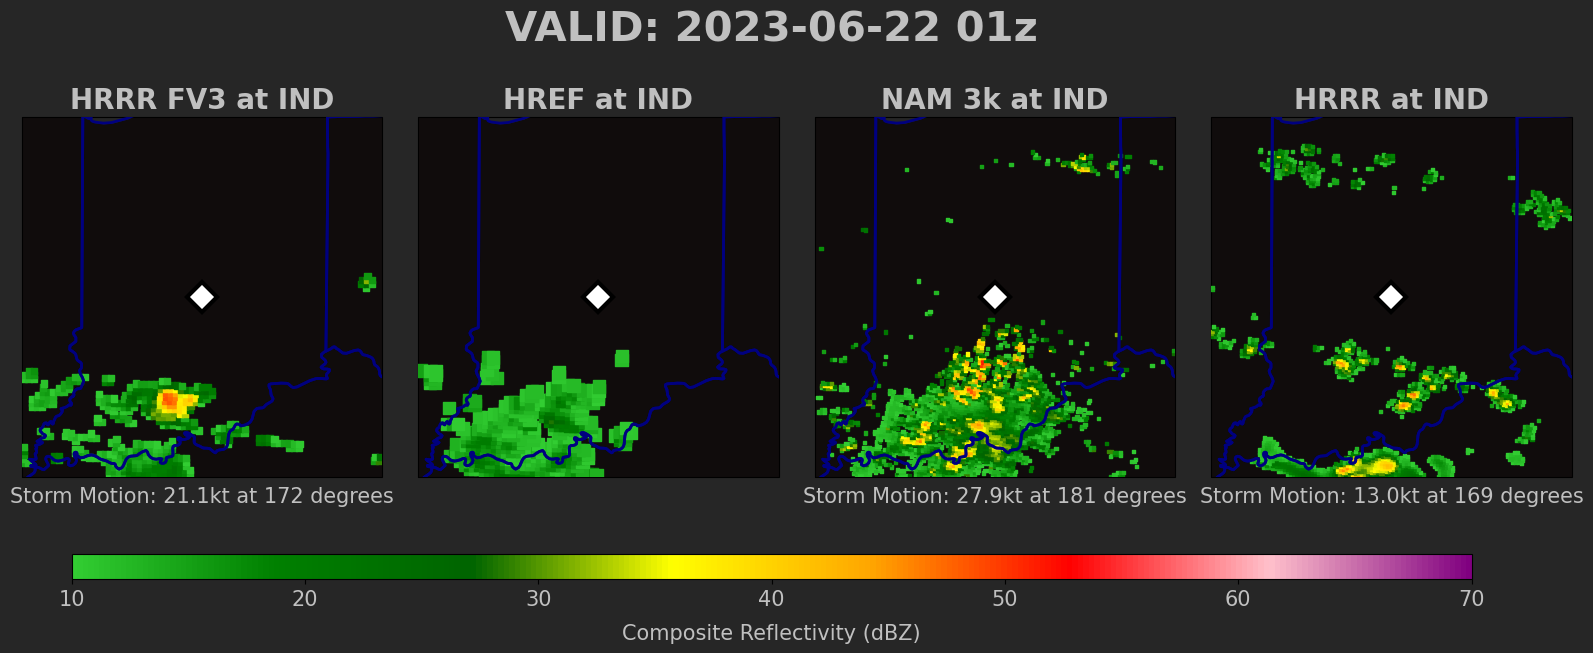 VALID: 2023-06-22 01z
HRRR FV3 at IND
HREF at IND
NAM 3k at IND
HRRR at IND
Storm Motion: 21.1kt at 172 degrees
Storm Motion: 27.9kt at 181 degrees
Storm Motion: 13.0kt at 169 degrees
10 20 30 40 50 60 70
Composite Reflectivity (dBZ)